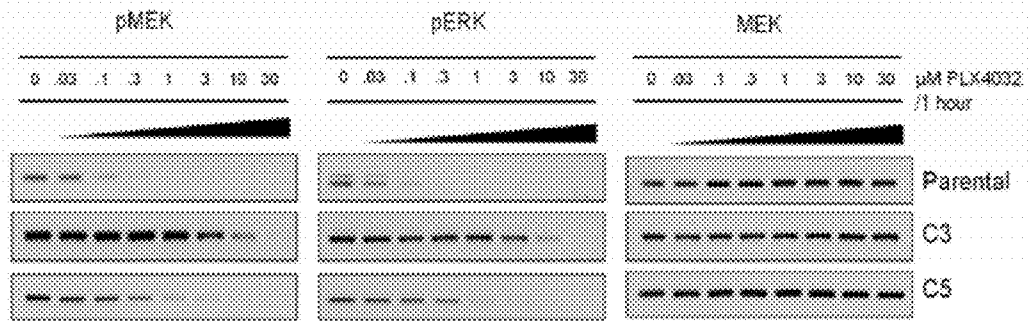 pMEK pERK MEK
0 .03 .1 .3 1 3 10 30 0 .03 .1 .3 1 3 10 30 0 .03 .1 .3 1 3 10 30 µM PLX4032
/1 hour
Parental
C3
C5